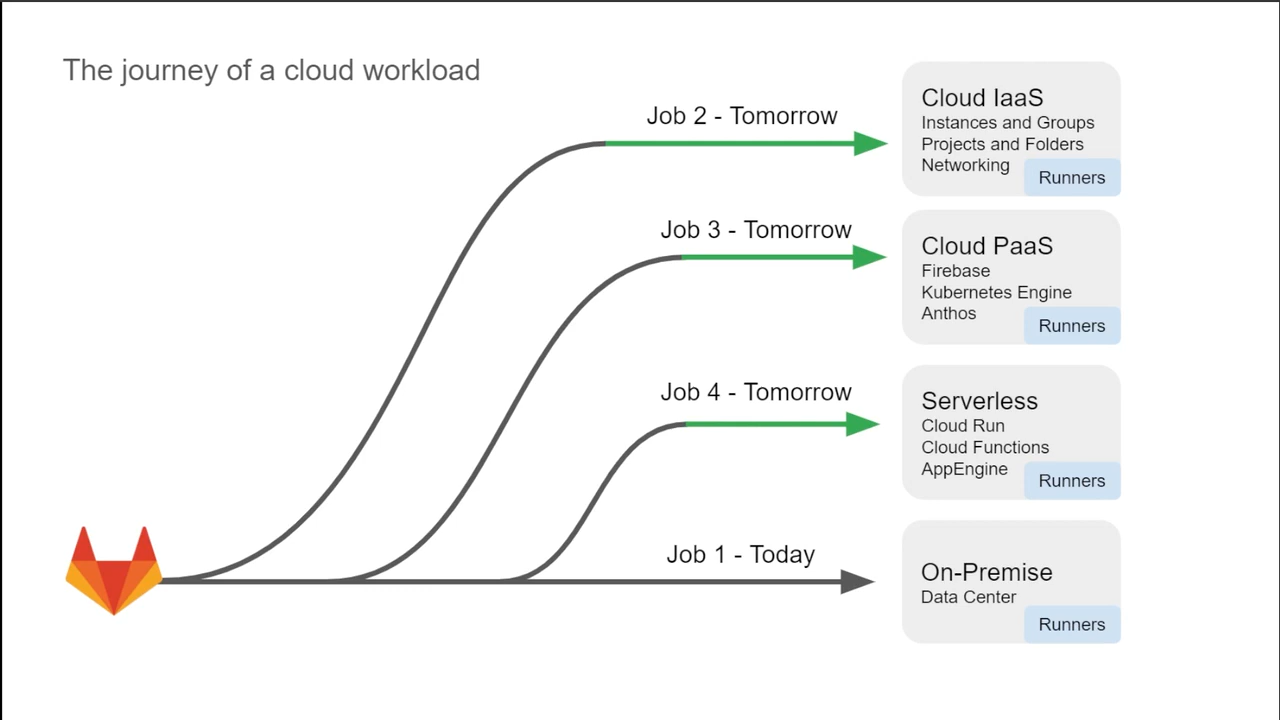 The journey of a cloud workload
Job 2 - Tomorrow
Cloud IaaS
Instances and Groups
Projects and Folders
Networking
Runners
Job 3 - Tomorrow
Cloud PaaS
Firebase
Kubernetes Engine
Anthos
Runners
Job 4 - Tomorrow
Serverless
Cloud Run
Cloud Functions
AppEngine
Runners
Job 1 - Today
On-Premise
Data Center
Runners